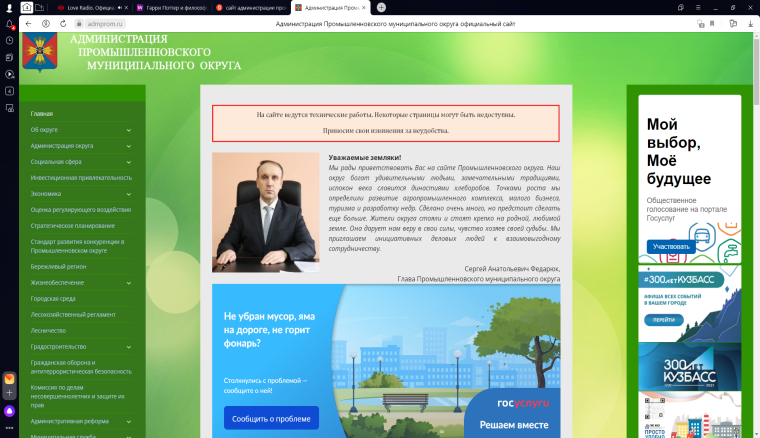 Love Radio. Официа
Гарри Поттер и философ
сайт администрации про
Администрация Пром
admprom.ru
Администрация Промышленновского муниципального округа официальный сайт
АДМИНИСТРАЦИЯ
ПРОМЫШЛЕННОВСКОГО
МУНИЦИПАЛЬНОГО ОКРУГА
Главная
Об округе
Администрация округа
Социальная сфера
Инвестиционная привлекательность
Экономика
Оценка регулирующего воздействия
Стратегическое планирование
Стандарт развития конкуренции в
Промышленновском округе
Бережливый регион
Жизнеобеспечение
Городская среда
Лесохозяйственный регламент
Лесничество
Градостроительство
Гражданская оборона и
антитеррористическая безопасность
Комиссия по делам
несовершеннолетних и защите их
прав
Административная реформа
Муниципальная служба
На сайте ведутся технические работы. Некоторые страницы могут быть недоступны.
Приносим свои извинения за неудобства.
Уважаемые земляки!
Мы рады приветствовать Вас на сайте Промышленновского округа. Наш
округ богат удивительными людьми, замечательными традициями,
испокон века славится династиями хлеборобов. Точками роста мы
определили развитие агропромышленного комплекса, малого бизнеса,
туризма и разработку недр. Сделано очень много, но предстоит сделать
еще больше. Жители округа стояли и стоят крепко на родной, любимой
земле. Она дарует нам веру в свои силы, чувство хозяев своей судьбы. Мы
приглашаем инициативных деловых людей к взаимовыгодному
сотрудничеству.
Сергей Анатольевич Федарюк,
Глава Промышленновского муниципального округа
Не убран мусор, яма
на дороге, не горит
фонарь?
Столкнулись с проблемой —
сообщите о ней!
Сообщить о проблеме
госуслуги
Решаем вместе
Мой
выбор,
Моё
будущее
Общественное
голосование на портале
Госуслуг
Участвовать
#300летКУЗБАСС
АФИША ВСЕХ СОБЫТИЙ
В ВАШЕМ ГОРОДЕ
ПЕРЕЙТИ
300 лет
КУЗБАСС
ПРОСТО
УДОБНО